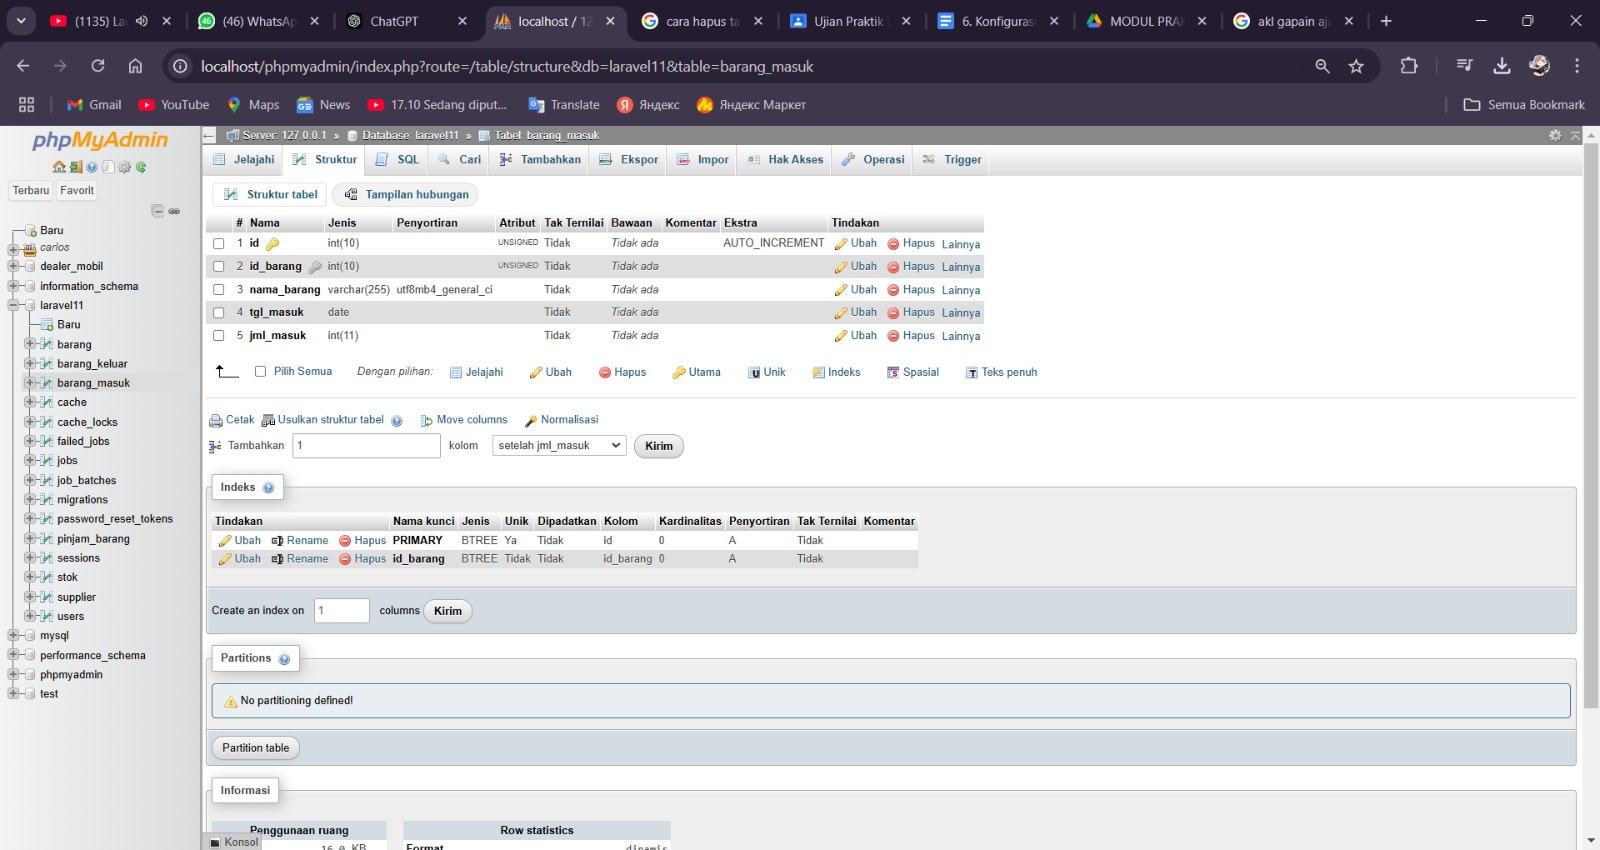 (1135) La
(46) WhatsAp
ChatGPT
localhost / 12
cara hapus ta
Ujian Praktik
6. Konfigurasi
MODUL PRA
akl gapain aja
localhost/phpmyadmin/index.php?route=/table/structure&db=laravel11&table=barang_masuk
Gmail YouTube Maps News 17.10 Sedang diput... Translate Яндекс Яндекс Маркет Semua Bookmark
phpMyAdmin
Terbaru Favorit
Baru
carlos
dealer_mobil
information_schema
laravel11
Baru
barang
barang_keluar
barang_masuk
cache
cache_locks
failed_jobs
jobs
job_batches
migrations
password_reset_tokens
pinjam_barang
sessions
stok
supplier
users
mysql
performance_schema
phpmyadmin
test
Server: 127.0.0.1 » Database: laravel11 » Tabel: barang_masuk
Jelajahi Struktur SQL Cari Tambahkan Ekspor Impor Hak Akses Operasi Trigger
Struktur tabel Tampilan hubungan
# Nama Jenis Penyortiran Atribut Tak Ternilai Bawaan Komentar Ekstra Tindakan
1 id int(10) UNSIGNED Tidak Tidak ada AUTO_INCREMENT Ubah Hapus Lainnya
2 id_barang int(10) UNSIGNED Tidak Tidak ada Ubah Hapus Lainnya
3 nama_barang varchar(255) utf8mb4_general_ci Tidak Tidak ada Ubah Hapus Lainnya
4 tgl_masuk date Tidak Tidak ada Ubah Hapus Lainnya
5 jml_masuk int(11) Tidak Tidak ada Ubah Hapus Lainnya
Pilih Semua Dengan pilihan: Jelajahi Ubah Hapus Utama Unik Indeks Spasial Teks penuh
Cetak Usulkan struktur tabel Move columns Normalisasi
Tambahkan 1 kolom setelah jml_masuk Kirim
Indeks
Tindakan Nama kunci Jenis Unik Dipadatkan Kolom Kardinalitas Penyortiran Tak Ternilai Komentar
Ubah Rename Hapus PRIMARY BTREE Ya Tidak id 0 A Tidak
Ubah Rename Hapus id_barang BTREE Tidak Tidak id_barang 0 A Tidak
Create an index on 1 columns Kirim
Partitions
No partitioning defined!
Partition table
Informasi
Penggunaan ruang Row statistics
Konsol 16.0 KB Format dinamis